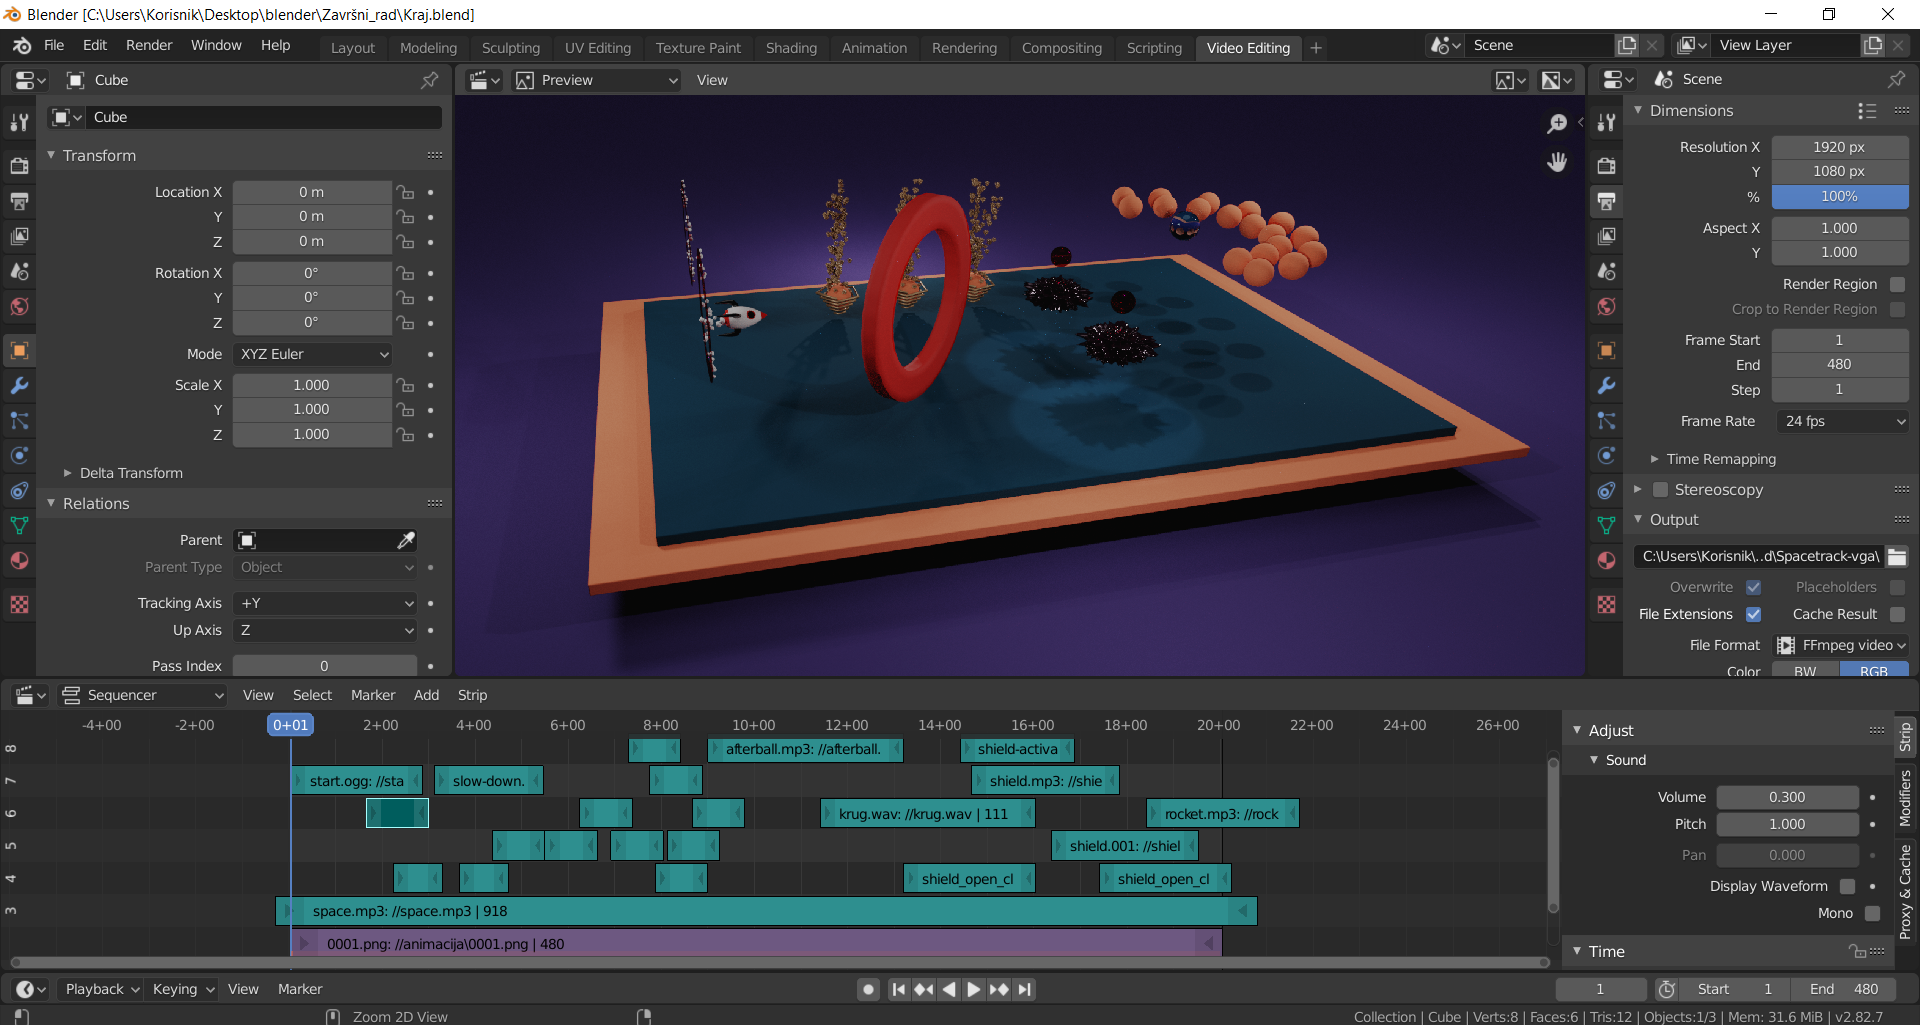 Blender [C:\Users\Korisnik\Desktop\blender\Završni_rad\Kraj.blend]
File Edit Render Window Help Layout Modeling Sculpting UV Editing Texture Paint Shading Animation Rendering Compositing Scripting Video Editing + Scene View Layer
Cube
Cube
Transform
Location X 0 m
Y 0 m
Z 0 m
Rotation X 0°
Y 0°
Z 0°
Mode XYZ Euler
Scale X 1.000
Y 1.000
Z 1.000
Delta Transform
Relations
Parent
Parent Type Object
Tracking Axis +Y
Up Axis Z
Pass Index 0
Preview View
Scene
Dimensions
Resolution X 1920 px
Y 1080 px
% 100%
Aspect X 1.000
Y 1.000
Render Region
Crop to Render Region
Frame Start 1
End 480
Step 1
Frame Rate 24 fps
Time Remapping
Stereoscopy
Output
C:\Users\Korisnik\..d\Spacetrack-vga\
Overwrite Placeholders
File Extensions Cache Result
File Format FFmpeg video
Color BW RGB
Sequencer View Select Marker Add Strip
-4+00 -2+00 0+01 2+00 4+00 6+00 8+00 10+00 12+00 14+00 16+00 18+00 20+00 22+00 24+00 26+00
8 afterball.mp3: //afterball. shield-activa
7 start.ogg: //sta slow-down. shield.mp3: //shie
6 krug.wav: //krug.wav | 111 rocket.mp3: //rock
5 shield.001: //shiel
4 shield_open_cl shield_open_cl
3 space.mp3: //space.mp3 | 918
0001.png: //animacija\0001.png | 480
Adjust
Sound
Volume 0.300
Pitch 1.000
Pan 0.000
Display Waveform
Mono
Time
Strip
Modifiers
Proxy & Cache
Playback Keying View Marker 1 Start 1 End 480
Zoom 2D View Collection | Cube | Verts:8 | Faces:6 | Tris:12 | Objects:1/3 | Mem: 31.6 MiB | v2.82.7